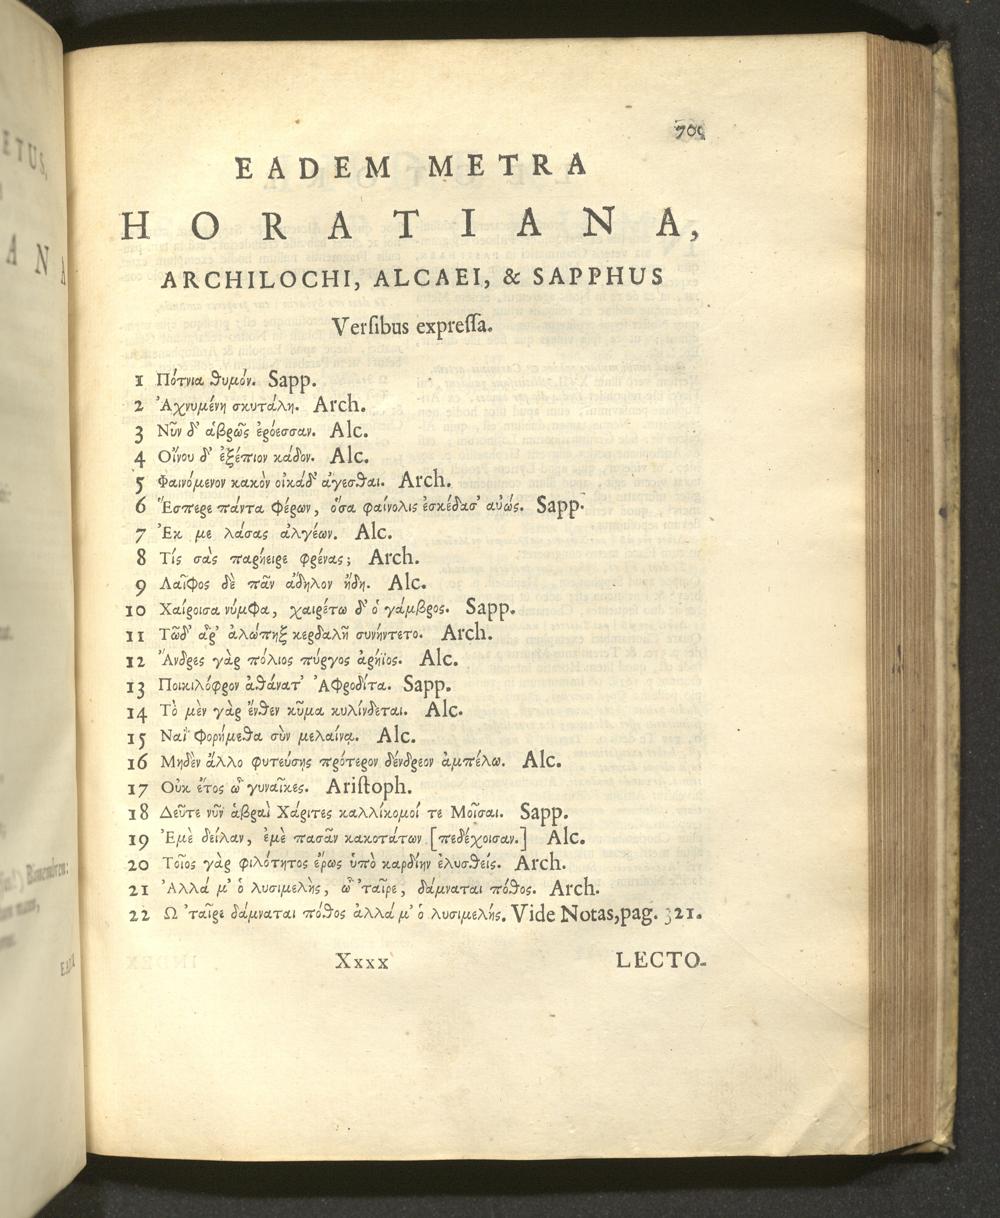 705
EADEM METRA
HORATIANA,
ARCHILOCHI, ALCAEI, & SAPPHUS
Verſibus expreſſa.
1 Πότνια θυμόν. Sapp.
2 Ἀχνυμένη σκυτάλη. Arch.
3 Νῦν δ' ἁβρῶς ἐρόεσσαν. Alc.
4 Οἴνου δ' ἐξέπιον κάδον. Alc.
5 Φαινόμενον κακὸν οἰκάδ' ἄγεσθαι. Arch.
6 Ἕσπερε πάντα φέρων, ὅσα φαίνολις ἐσκέδασ' αὐώς. Sapp.
7 Ἐκ με λάσας ἀλγέων. Alc.
8 Τίς σὰς παρήειρε φρένας; Arch.
9 Λαῖφος δὲ πᾶν ἄδηλον ἤδη. Alc.
10 Χαίροισα νύμφα, χαιρέτω δ' ὁ γάμβρος. Sapp.
11 Τῶδ' ἄρ' ἀλώπηξ κερδαλῆ συνήντετο. Arch.
12 Ἄνδρες γὰρ πόλιος πύργος ἀρήϊος. Alc.
13 Ποικιλόφρον ἀθάνατ' Ἀφροδίτα. Sapp.
14 Τὸ μὲν γὰρ ἔνθεν κῦμα κυλίνδεται. Alc.
15 Ναῒ φορήμεθα σὺν μελαίνᾳ. Alc.
16 Μηδὲν ἄλλο φυτεύσης πρότερον δένδρεον ἀμπέλω. Alc.
17 Οὐκ ἔτος ὦ γυναῖκες. Ariſtoph.
18 Δεῦτε νῦν ἁβραὶ Χάριτες καλλίκομοί τε Μοῖσαι. Sapp.
19 Ἐμὲ δείλαν, ἐμὲ πασᾶν κακοτάτων [πεδέχοισαν.] Alc.
20 Τοῖος γὰρ φιλότητος ἔρως ὑπὸ καρδίην ἐλυσθείς. Arch.
21 Ἀλλά μ' ὁ λυσιμελὴς, ὦ 'ταῖρε, δάμναται πόθος. Arch.
22 Ω 'ταῖρε δάμναται πόθος ἀλλά μ' ὁ λυσιμελής. Vide Notas, pag. 321.
Xxxx LECTO-